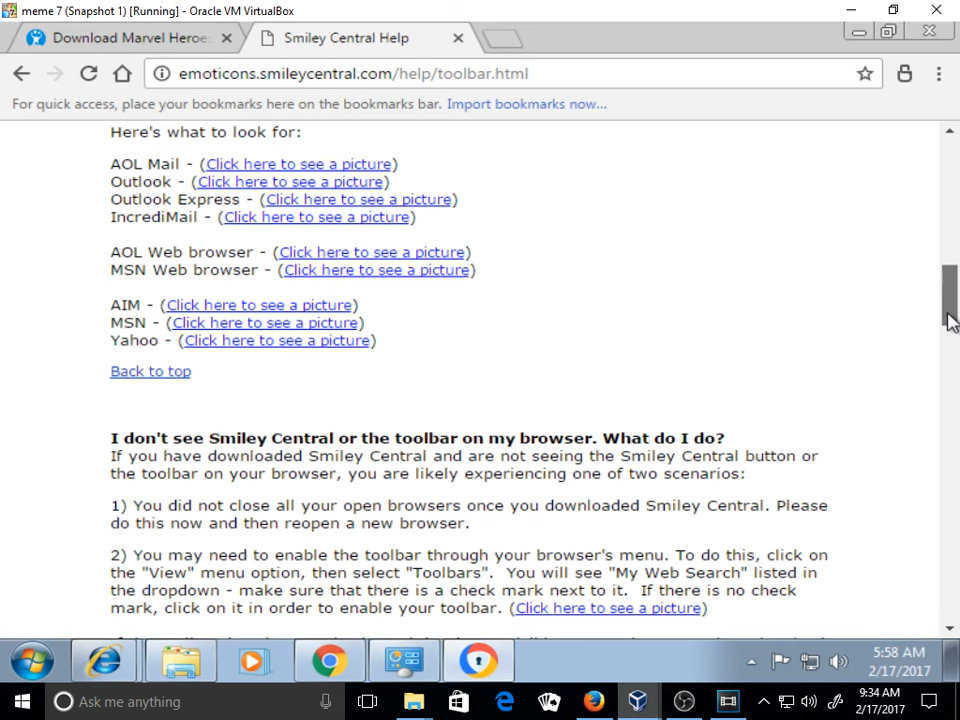 meme 7 (Snapshot 1) [Running] - Oracle VM VirtualBox
Download Marvel Heroes
Smiley Central Help
emoticons.smileycentral.com/help/toolbar.html
For quick access, place your bookmarks here on the bookmarks bar. Import bookmarks now...
Here's what to look for:
AOL Mail - (Click here to see a picture)
Outlook - (Click here to see a picture)
Outlook Express - (Click here to see a picture)
IncrediMail - (Click here to see a picture)
AOL Web browser - (Click here to see a picture)
MSN Web browser - (Click here to see a picture)
AIM - (Click here to see a picture)
MSN - (Click here to see a picture)
Yahoo - (Click here to see a picture)
Back to top
I don't see Smiley Central or the toolbar on my browser. What do I do?
If you have downloaded Smiley Central and are not seeing the Smiley Central button or
the toolbar on your browser, you are likely experiencing one of two scenarios:
1) You did not close all your open browsers once you downloaded Smiley Central. Please
do this now and then reopen a new browser.
2) You may need to enable the toolbar through your browser's menu. To do this, click on
the "View" menu option, then select "Toolbars". You will see "My Web Search" listed in
the dropdown - make sure that there is a check mark next to it. If there is no check
mark, click on it in order to enable your toolbar. (Click here to see a picture)
5:58 AM
2/17/2017
Ask me anything
9:34 AM
2/17/2017